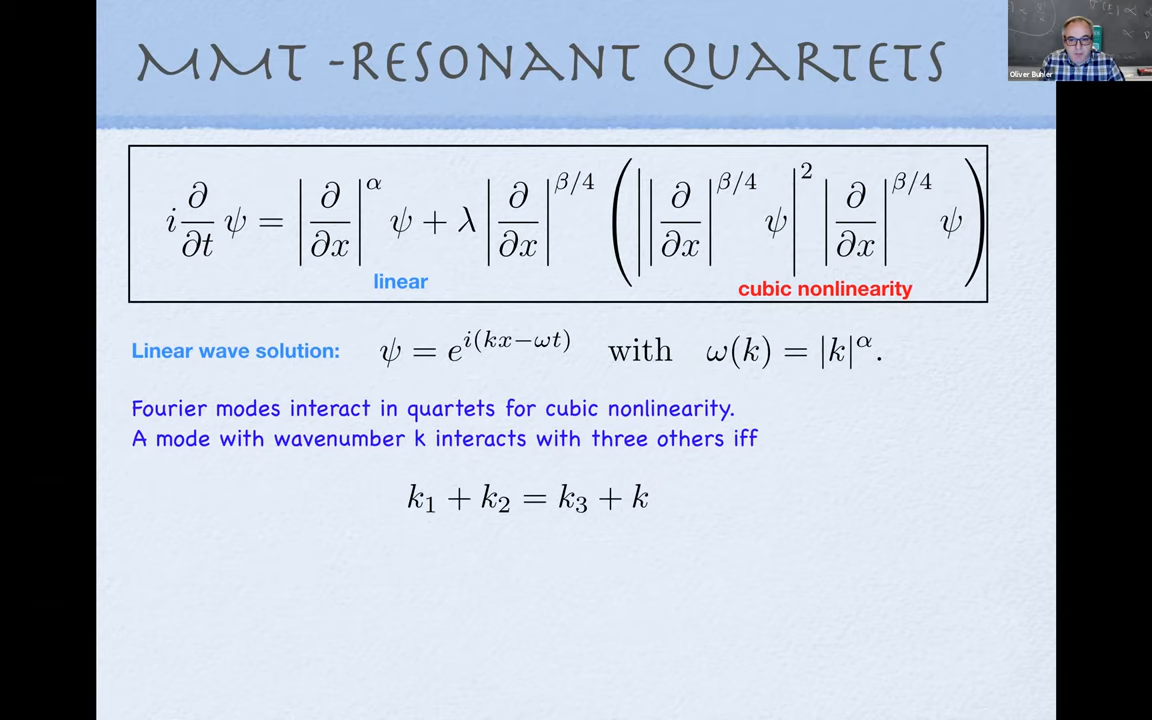 MMT -RESONANT QUARTETS
Oliver Buhler
i ∂/∂t ψ = |∂/∂x|^α ψ + λ |∂/∂x|^{β/4} ( | |∂/∂x|^{β/4} ψ |^2 |∂/∂x|^{β/4} ψ )
linear
cubic nonlinearity
Linear wave solution: ψ = e^{i(kx−ωt)} with ω(k) = |k|^α.
Fourier modes interact in quartets for cubic nonlinearity.
A mode with wavenumber k interacts with three others iff
k₁ + k₂ = k₃ + k